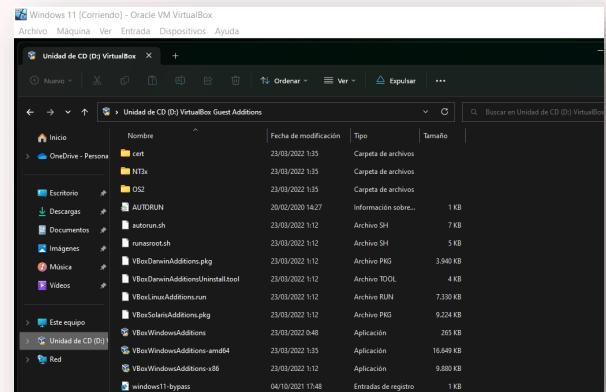 Windows 11 [Corriendo] - Oracle VM VirtualBox
Archivo Máquina Ver Entrada Dispositivos Ayuda
Unidad de CD (D:) VirtualBox
Nuevo Ordenar Ver Expulsar
Unidad de CD (D:) VirtualBox Guest Additions Buscar en Unidad de CD (D:) VirtualBox
Inicio Nombre Fecha de modificación Tipo Tamaño
OneDrive - Persona cert 23/03/2022 1:35 Carpeta de archivos
NT3x 23/03/2022 1:35 Carpeta de archivos
Escritorio OS2 23/03/2022 1:35 Carpeta de archivos
Descargas AUTORUN 20/02/2020 14:27 Información sobre... 1 KB
Documentos autorun.sh 23/03/2022 1:12 Archivo SH 7 KB
Imágenes runasroot.sh 23/03/2022 1:12 Archivo SH 5 KB
Música VBoxDarwinAdditions.pkg 23/03/2022 1:12 Archivo PKG 3.940 KB
Vídeos VBoxDarwinAdditionsUninstall.tool 23/03/2022 1:12 Archivo TOOL 4 KB
VBoxLinuxAdditions.run 23/03/2022 1:12 Archivo RUN 7.330 KB
Este equipo VBoxSolarisAdditions.pkg 23/03/2022 1:12 Archivo PKG 9.224 KB
Unidad de CD (D:) V VBoxWindowsAdditions 23/03/2022 0:48 Aplicación 265 KB
Red VBoxWindowsAdditions-amd64 23/03/2022 1:35 Aplicación 16.649 KB
VBoxWindowsAdditions-x86 23/03/2022 1:12 Aplicación 9.880 KB
windows11-bypass 04/10/2021 17:48 Entradas de registro 1 KB